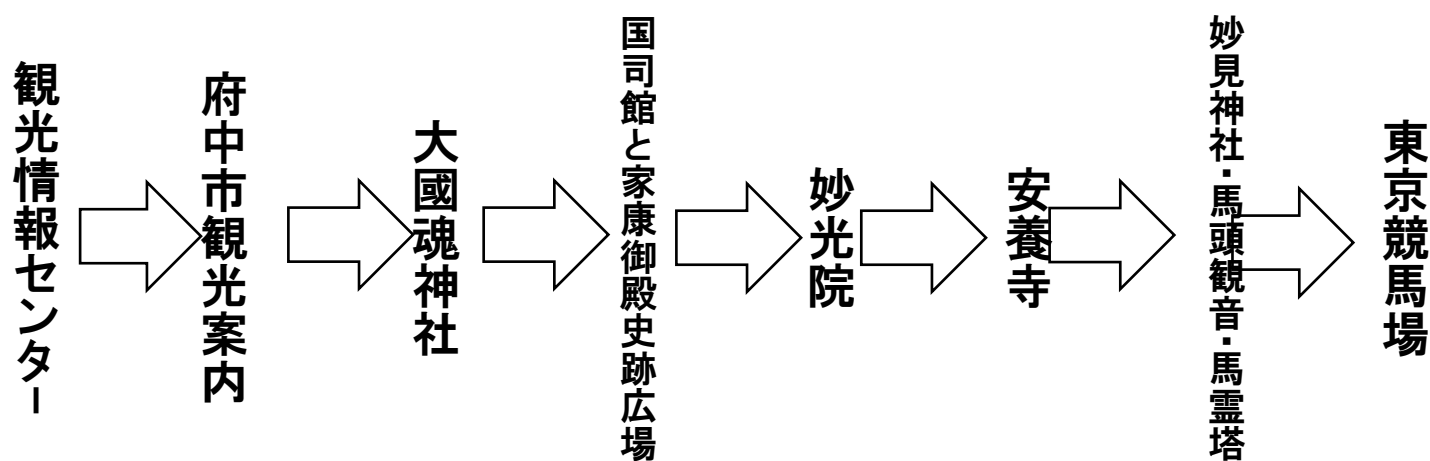 観光情報センター
府中市観光案内
大國魂神社
国司館と家康御殿史跡広場
妙光院
安養寺
妙見神社・馬頭観音・馬霊塔
東京競馬場